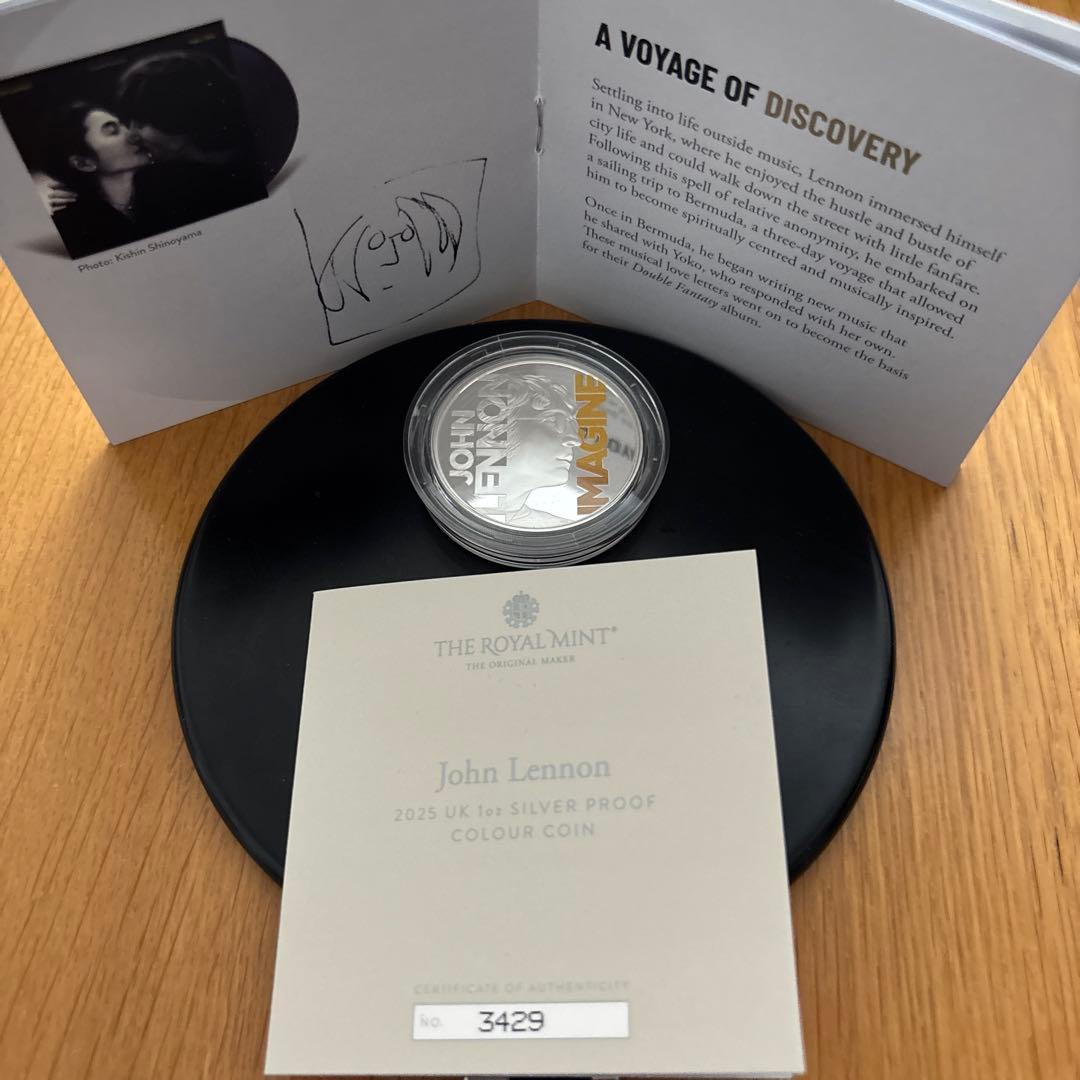 Photo: Kishin Shinoyama
A VOYAGE OF DISCOVERY
Settling into life outside music, Lennon immersed himself
in New York, where he enjoyed the hustle and bustle of
city life and could walk down the street with little fanfare.
Following this spell of relative anonymity, he embarked on
a sailing trip to Bermuda, a three-day voyage that allowed
him to become spiritually centred and musically inspired.
Once in Bermuda, he began writing new music that
he shared with Yoko, who responded with her own.
These musical love letters went on to become the basis
for their Double Fantasy album.
JOHN
LENNON
IMAGINE
THE ROYAL MINT®
THE ORIGINAL MAKER
John Lennon
2025 UK 1oz SILVER PROOF
COLOUR COIN
CERTIFICATE OF AUTHENTICITY
NO. 3429